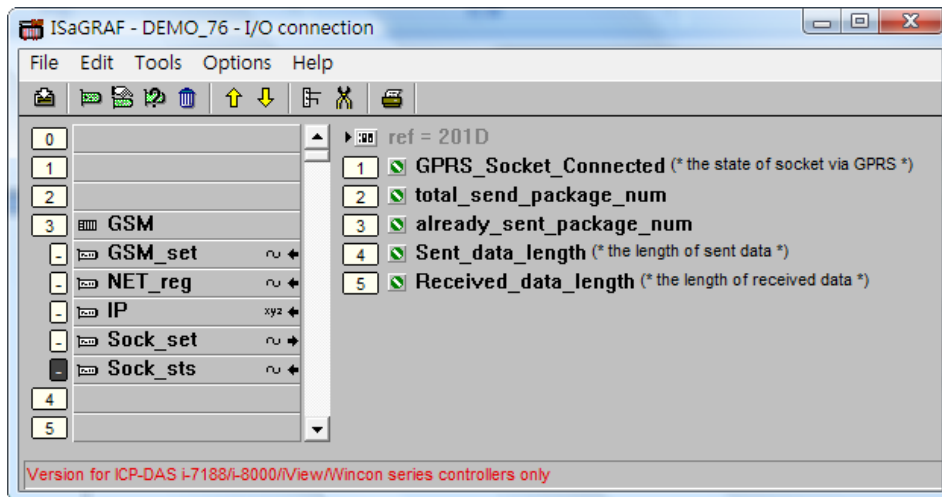 ISaGRAF - DEMO_76 - I/O connection
File Edit Tools Options Help
0
1
2
3 GSM
- GSM_set
- NET_reg
- IP xyz
- Sock_set
- Sock_sts
4
5
ref = 201D
1 GPRS_Socket_Connected (* the state of socket via GPRS *)
2 total_send_package_num
3 already_sent_package_num
4 Sent_data_length (* the length of sent data *)
5 Received_data_length (* the length of received data *)
Version for ICP-DAS i-7188/i-8000/iView/Wincon series controllers only